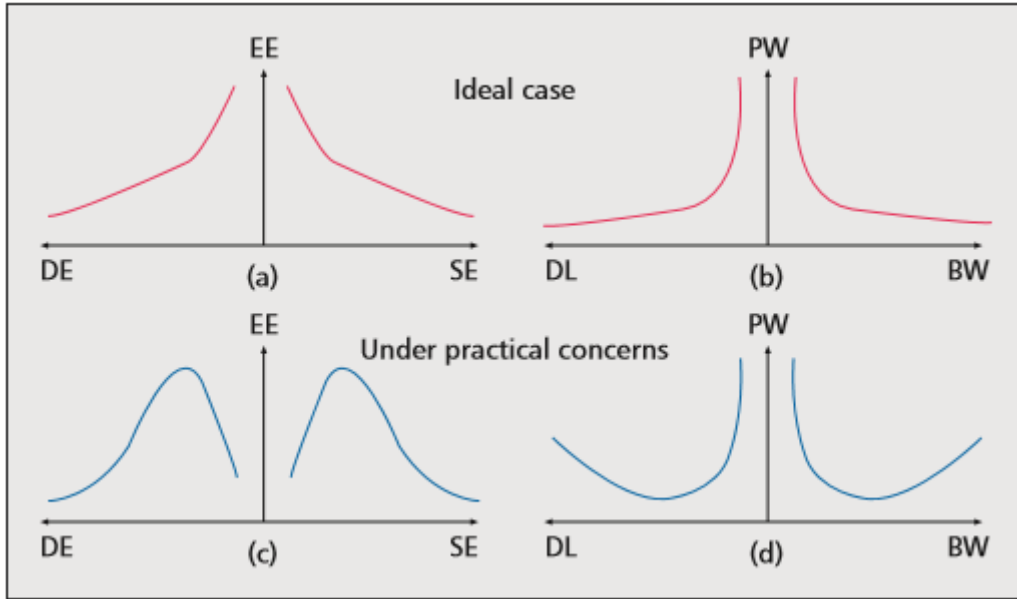 EE
PW
Ideal case
DE
(a)
SE
DL
(b)
BW
EE
PW
Under practical concerns
DE
(c)
SE
DL
(d)
BW